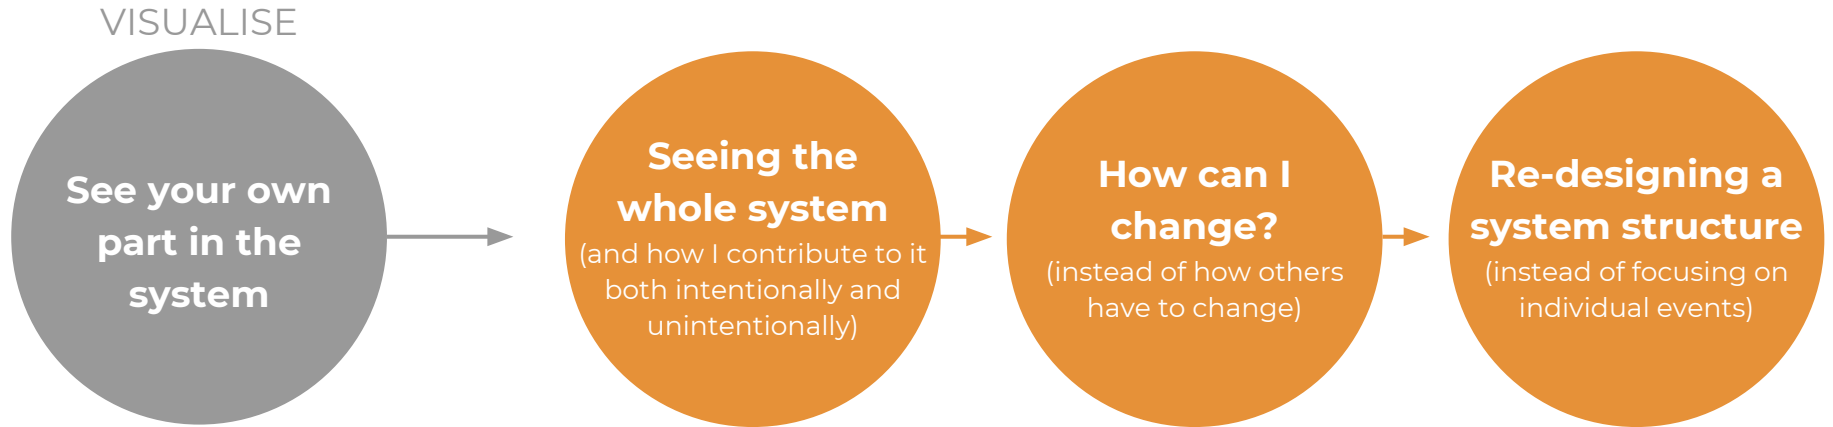 VISUALISE
See your own
part in the
system
Seeing the
whole system
(and how I contribute to it
both intentionally and
unintentionally)
How can I
change?
(instead of how others
have to change)
Re-designing a
system structure
(instead of focusing on
individual events)